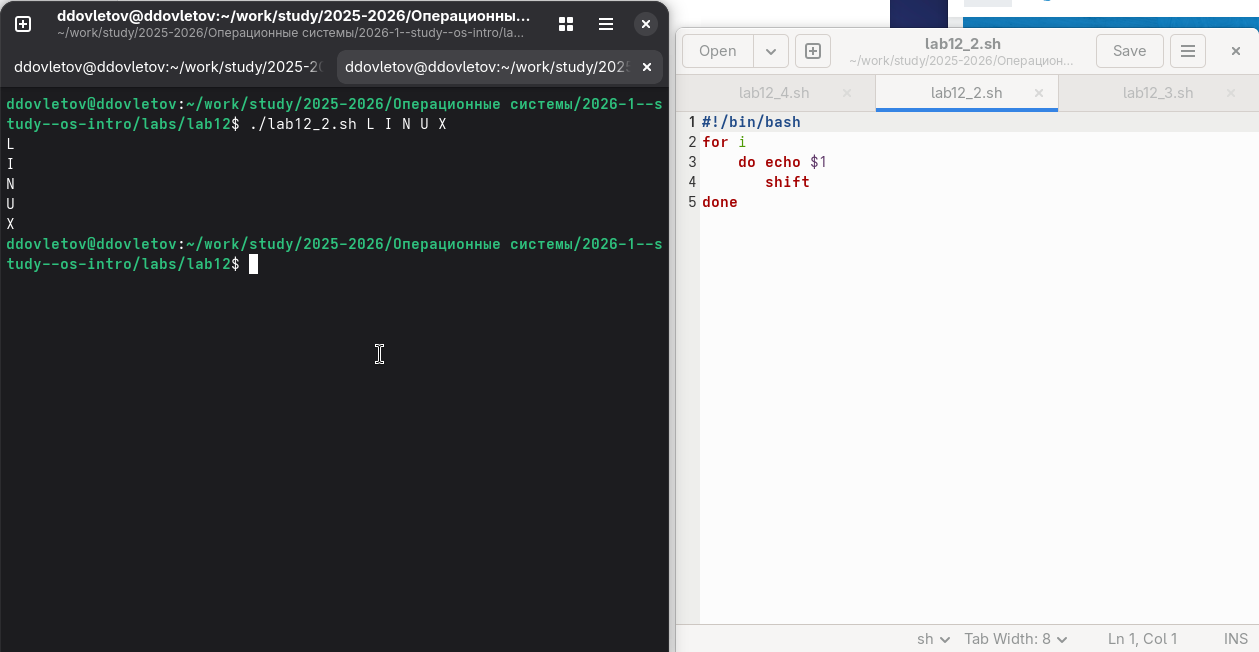 ddovletov@ddovletov:~/work/study/2025-2026/Операционны...
~/work/study/2025-2026/Операционные системы/2026-1--study--os-intro/la...
ddovletov@ddovletov:~/work/study/2025-2
ddovletov@ddovletov:~/work/study/2025
ddovletov@ddovletov:~/work/study/2025-2026/Операционные системы/2026-1--s
tudy--os-intro/labs/lab12$ ./lab12_2.sh L I N U X
L
I
N
U
X
ddovletov@ddovletov:~/work/study/2025-2026/Операционные системы/2026-1--s
tudy--os-intro/labs/lab12$
Open
lab12_2.sh
~/work/study/2025-2026/Операцион...
Save
lab12_4.sh
lab12_2.sh
lab12_3.sh
1 #!/bin/bash
2 for i
3     do echo $1
4        shift
5 done
sh Tab Width: 8 Ln 1, Col 1 INS